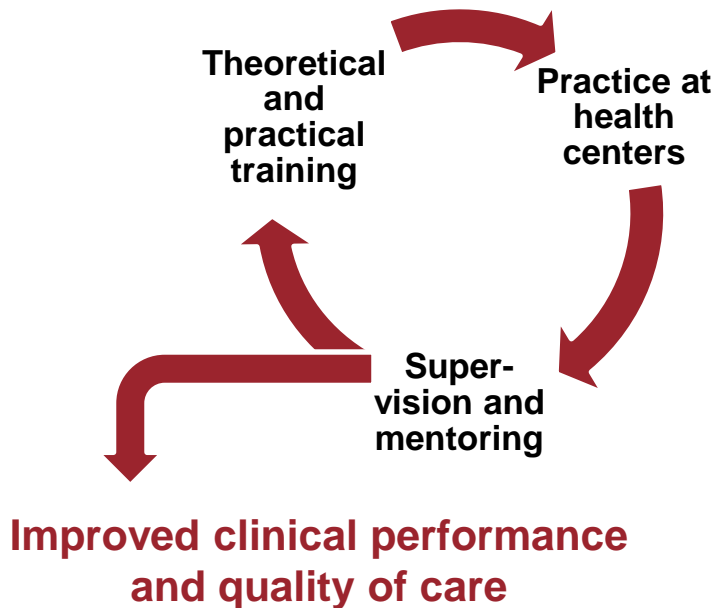 Theoretical
and
practical
training
Practice at
health
centers
Super-
vision and
mentoring
Improved clinical performance
and quality of care